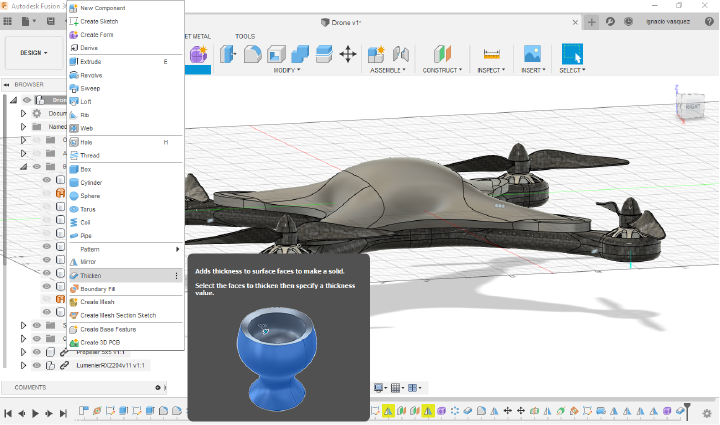 Autodesk Fusion 36
Drone v1*
ignacio vasquez
DESIGN
ET METAL
TOOLS
MODIFY
ASSEMBLE
CONSTRUCT
INSPECT
INSERT
SELECT
BROWSER
Dron
Docum
Named
New Component
Create Sketch
Create Form
Derive
Extrude E
Revolve
Sweep
Loft
Rib
Web
Hole H
Thread
Box
Cylinder
Sphere
Torus
Coil
Pipe
Pattern
Mirror
Thicken
Boundary Fill
Create Mesh
Create Mesh Section Sketch
Create Base Feature
Create 3D PCB
Propeller 5x5 v1:1
LumenierRX2204v11 v1:1
COMMENTS
Adds thickness to surface faces to make a solid.
Select the faces to thicken then specify a thickness
value.